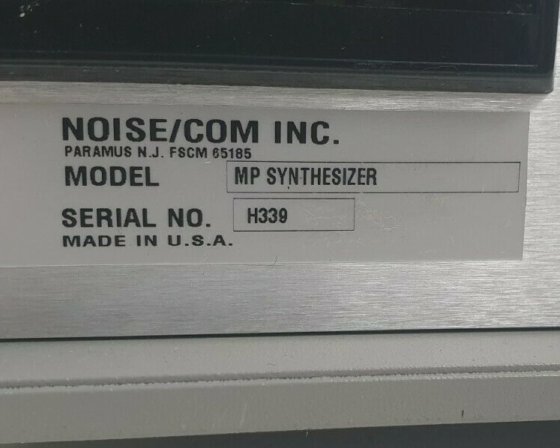 NOISE/COM INC.
PARAMUS N.J. FSCM 65185
MODEL MP SYNTHESIZER
SERIAL NO. H339
MADE IN U.S.A.